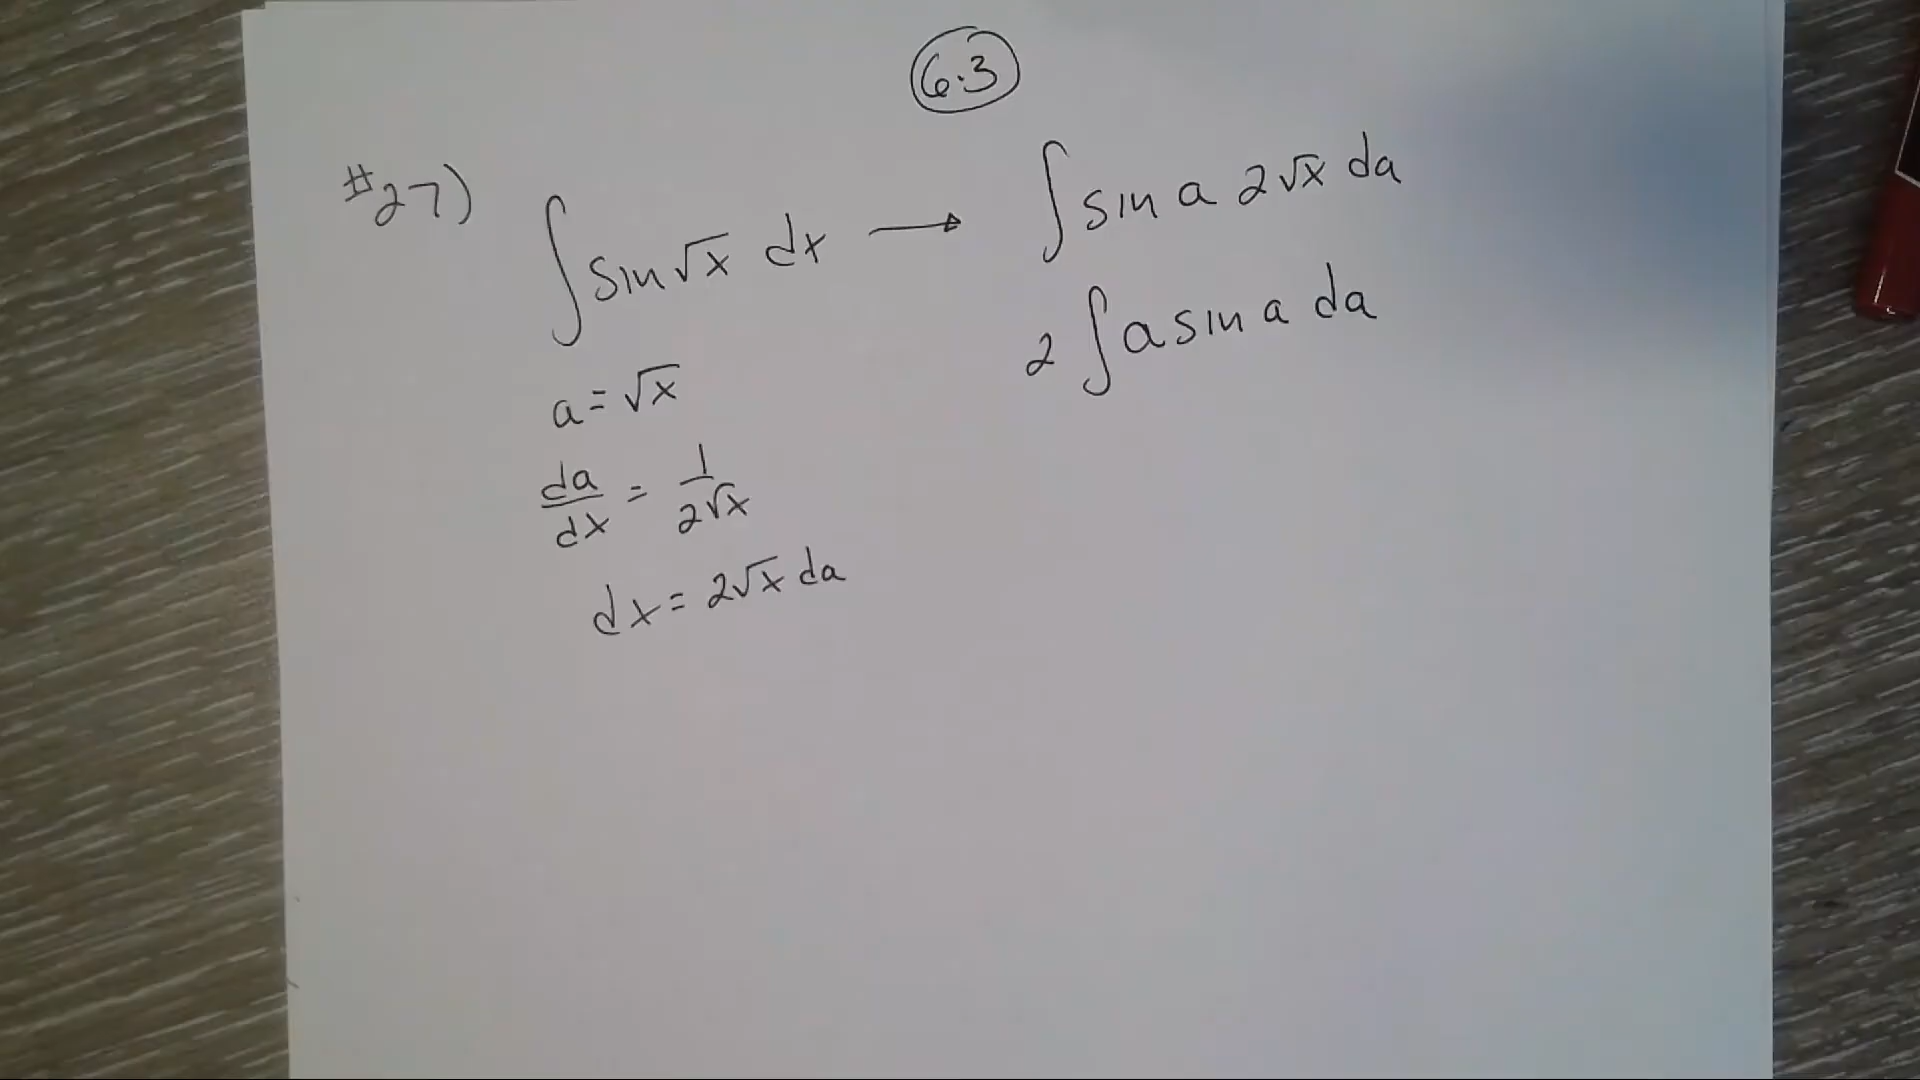 6.3
#27)
∫ sin √x dx → ∫ sin a 2√x da
2 ∫ a sin a da
a = √x
da/dx = 1/2√x
dx = 2√x da